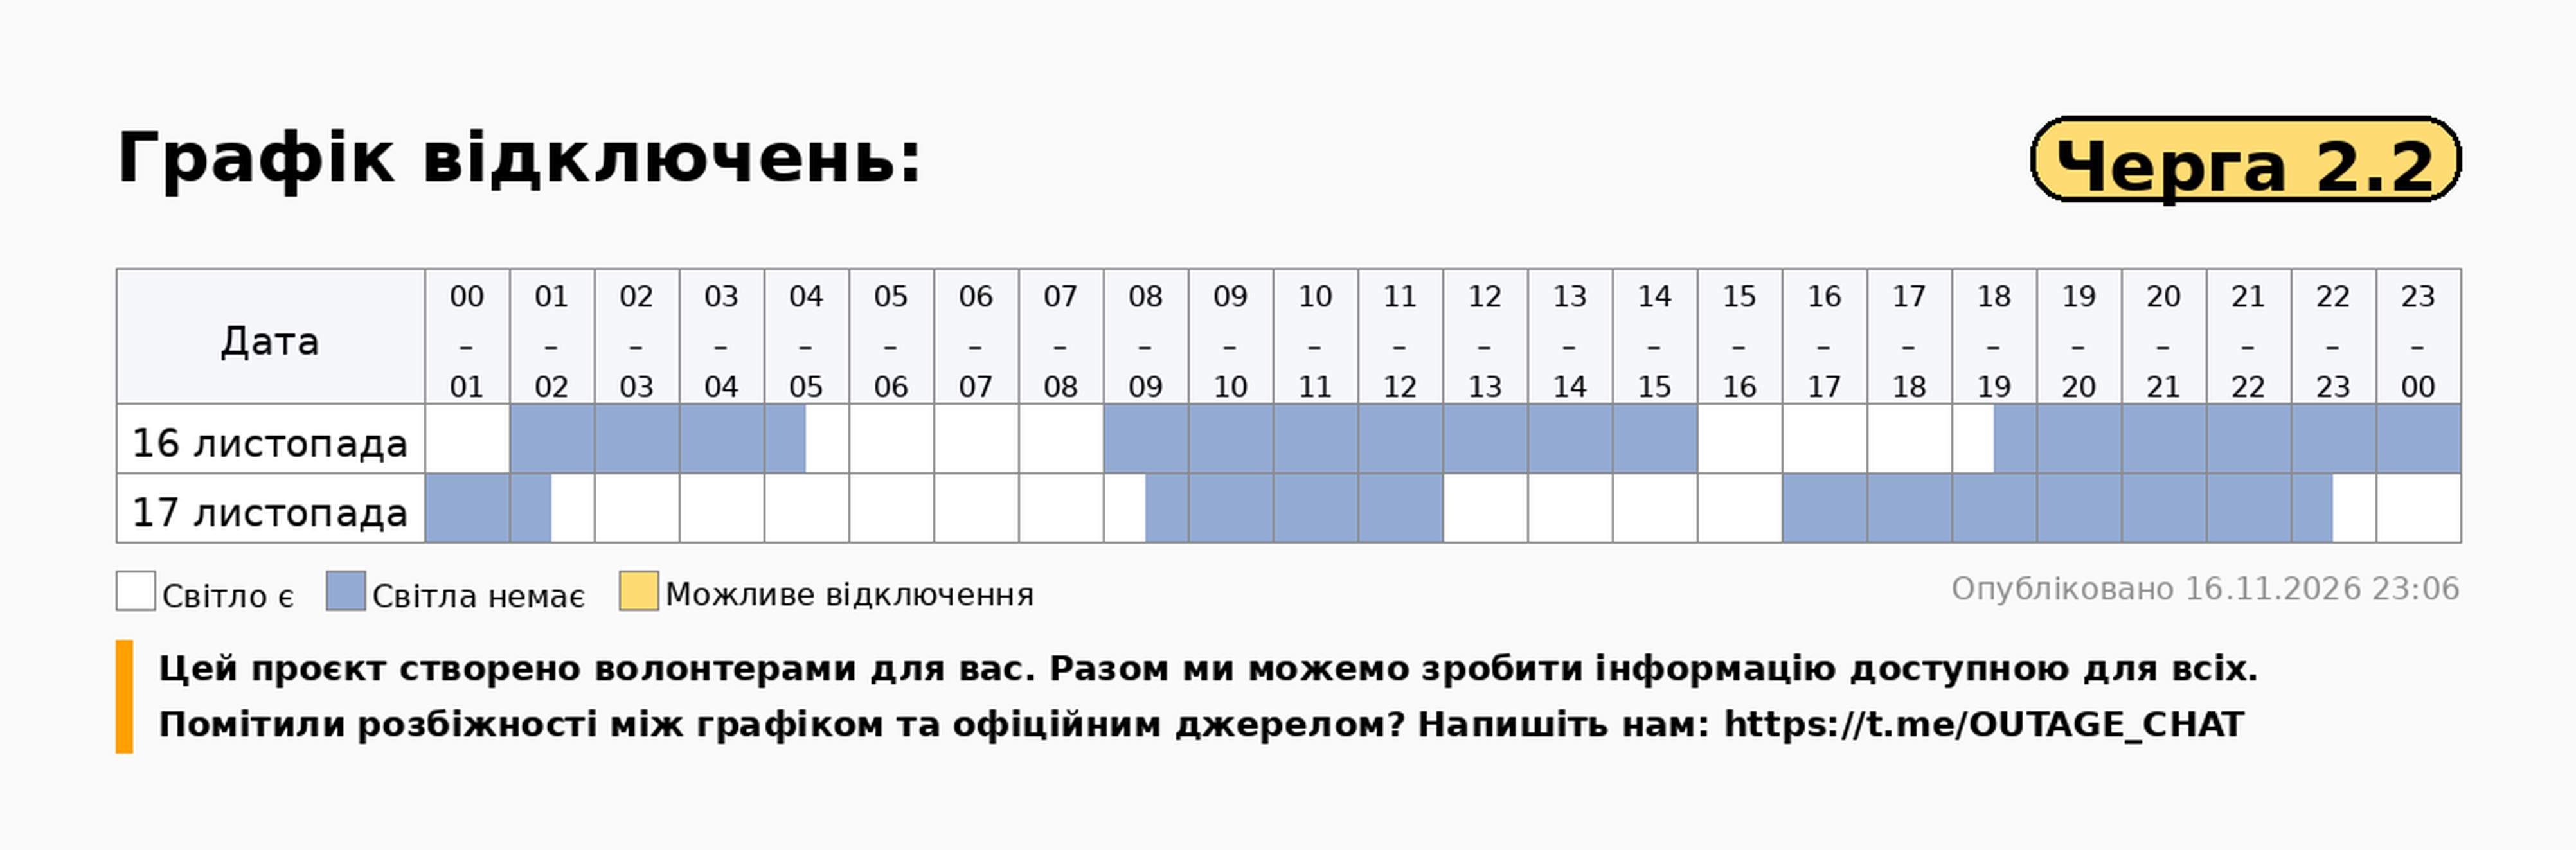 Графік відключень:
Черга 2.2
Дата 00–01 01–02 02–03 03–04 04–05 05–06 06–07 07–08 08–09 09–10 10–11 11–12 12–13 13–14 14–15 15–16 16–17 17–18 18–19 19–20 20–21 21–22 22–23 23–00
16 листопада
17 листопада
Світло є Світла немає Можливе відключення
Опубліковано 16.11.2026 23:06
Цей проєкт створено волонтерами для вас. Разом ми можемо зробити інформацію доступною для всіх.
Помітили розбіжності між графіком та офіційним джерелом? Напишіть нам: https://t.me/OUTAGE_CHAT